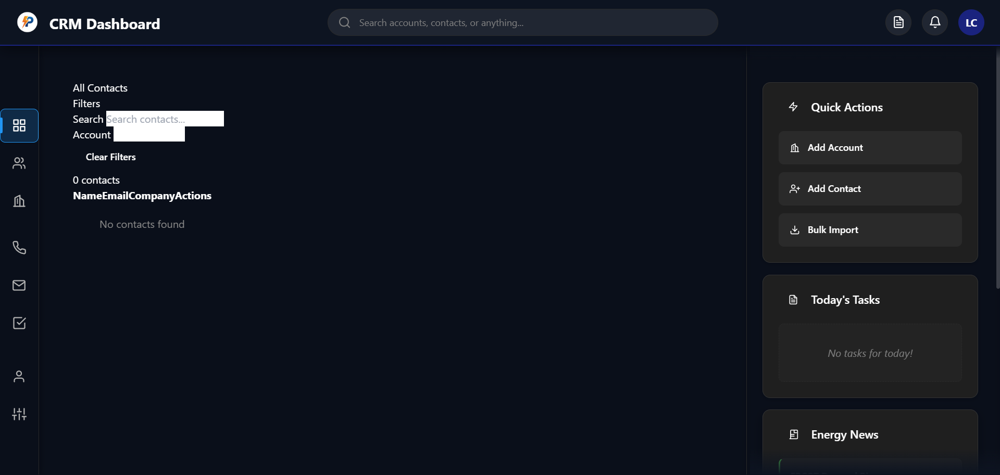 CRM Dashboard
Search accounts, contacts, or anything...
LC
All Contacts
Filters
Search Search contacts...
Account
Clear Filters
0 contacts
NameEmailCompanyActions
No contacts found
Quick Actions
Add Account
Add Contact
Bulk Import
Today's Tasks
No tasks for today!
Energy News